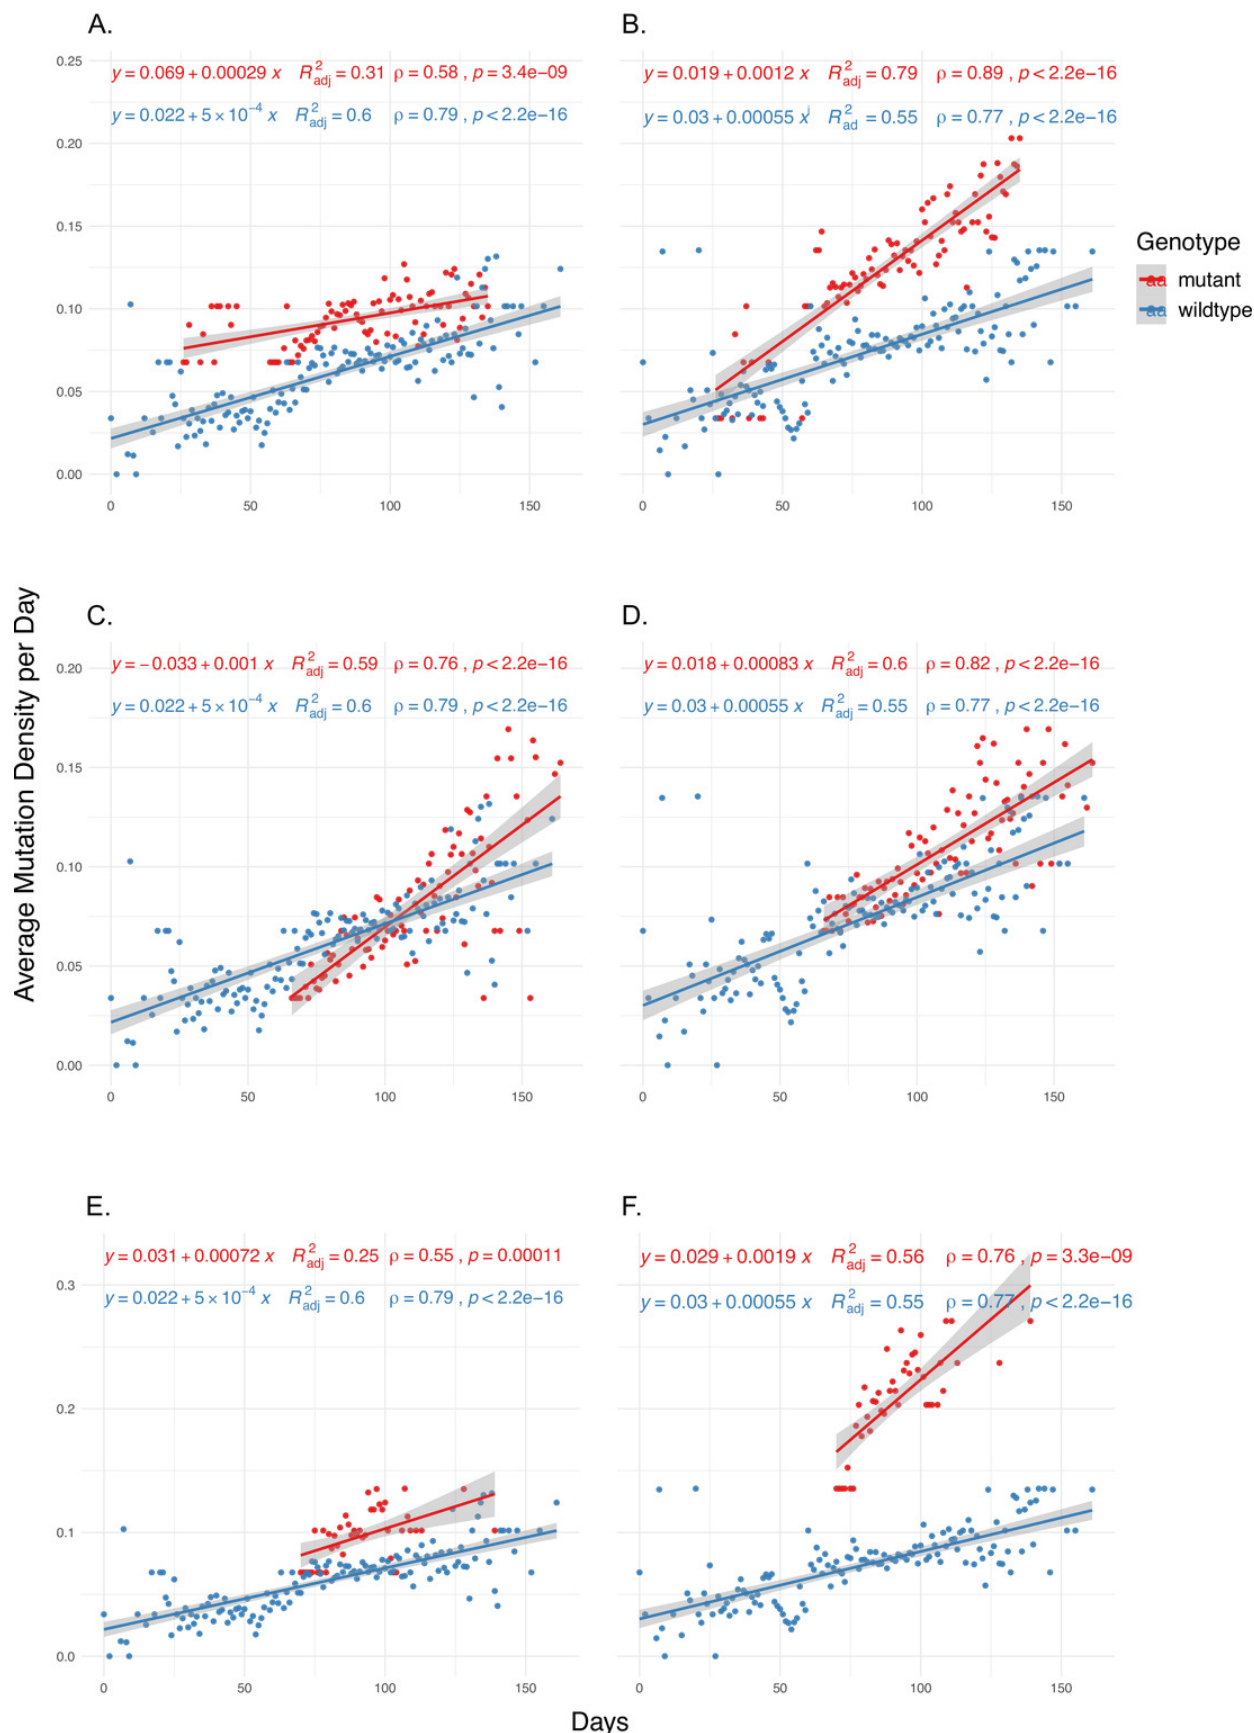 A.
B.
0.25
y = 0.069 + 0.00029 x R²adj = 0.31 ρ = 0.58 , p = 3.4e−09
y = 0.019 + 0.0012 x R²adj = 0.79 ρ = 0.89 , p < 2.2e−16
y = 0.022 + 5 × 10⁻⁴ x R²adj = 0.6 ρ = 0.79 , p < 2.2e−16
y = 0.03 + 0.00055 xʲ R²ad = 0.55 ρ = 0.77 , p < 2.2e−16
0.20
0.15
0.10
0.05
0.00
0 50 100 150
0 50 100 150
Genotype
aa mutant
aa wildtype
Average Mutation Density per Day
C.
D.
y = − 0.033 + 0.001 x R²adj = 0.59 ρ = 0.76 , p < 2.2e−16
y = 0.018 + 0.00083 x R²adj = 0.6 ρ = 0.82 , p < 2.2e−16
0.20
y = 0.022 + 5 × 10⁻⁴ x R²adj = 0.6 ρ = 0.79 , p < 2.2e−16
y = 0.03 + 0.00055 x R²adj = 0.55 ρ = 0.77 , p < 2.2e−16
0.15
0.10
0.05
0.00
0 50 100 150
0 50 100 150
E.
F.
y = 0.031 + 0.00072 x R²adj = 0.25 ρ = 0.55 , p = 0.00011
y = 0.029 + 0.0019 x R²adj = 0.56 ρ = 0.76 , p = 3.3e−09
0.3
y = 0.022 + 5 × 10⁻⁴ x R²adj = 0.6 ρ = 0.79 , p < 2.2e−16
y = 0.03 + 0.00055 x R²adj = 0.55 ρ = 0.77 , p < 2.2e−16
0.2
0.1
0.0
0 50 100 150
0 50 100 150
Days